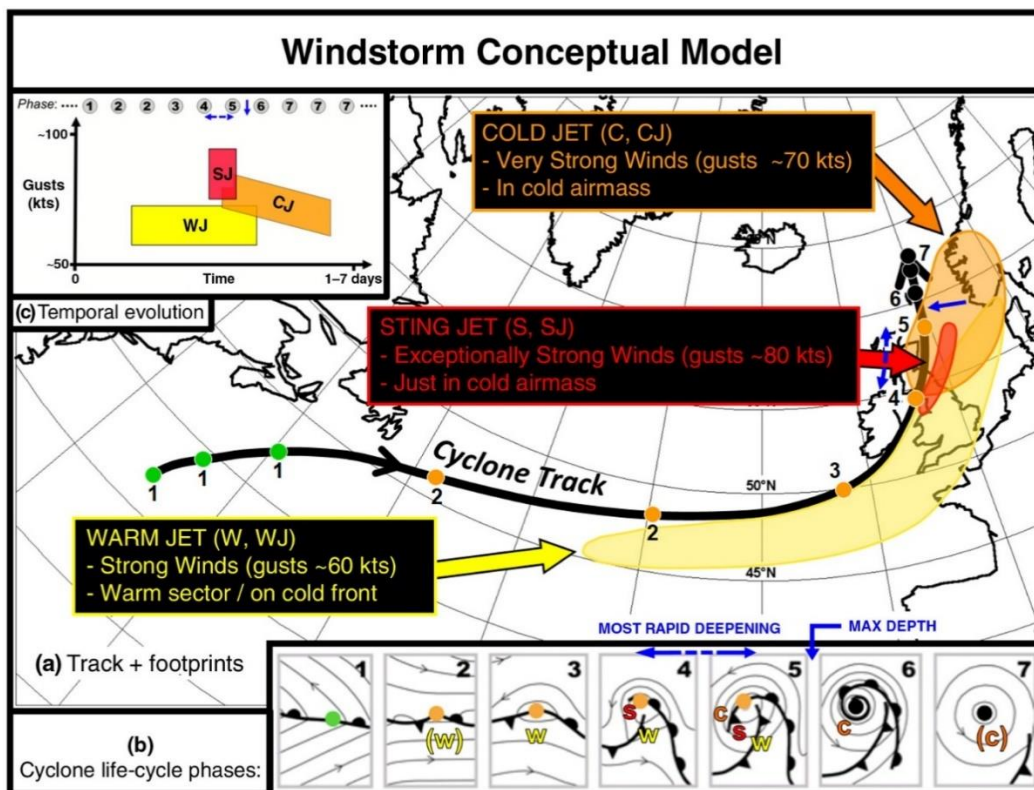 Windstorm Conceptual Model
Phase: .... 1 2 2 3 4 5 6 7 7 7 ....
~100
Gusts
(kts)
~50
SJ
CJ
WJ
0
Time
1–7 days
(c) Temporal evolution
COLD JET (C, CJ)
- Very Strong Winds (gusts ~70 kts)
- In cold airmass
STING JET (S, SJ)
- Exceptionally Strong Winds (gusts ~80 kts)
- Just in cold airmass
7
6
5
4
3
1
1
1
2
2
Cyclone Track
50°N
45°N
WARM JET (W, WJ)
- Strong Winds (gusts ~60 kts)
- Warm sector / on cold front
(a) Track + footprints
MOST RAPID DEEPENING
MAX DEPTH
(b)
Cyclone life-cycle phases:
1
2
(w)
3
w
4
s
w
5
c
s
w
6
c
7
(c)